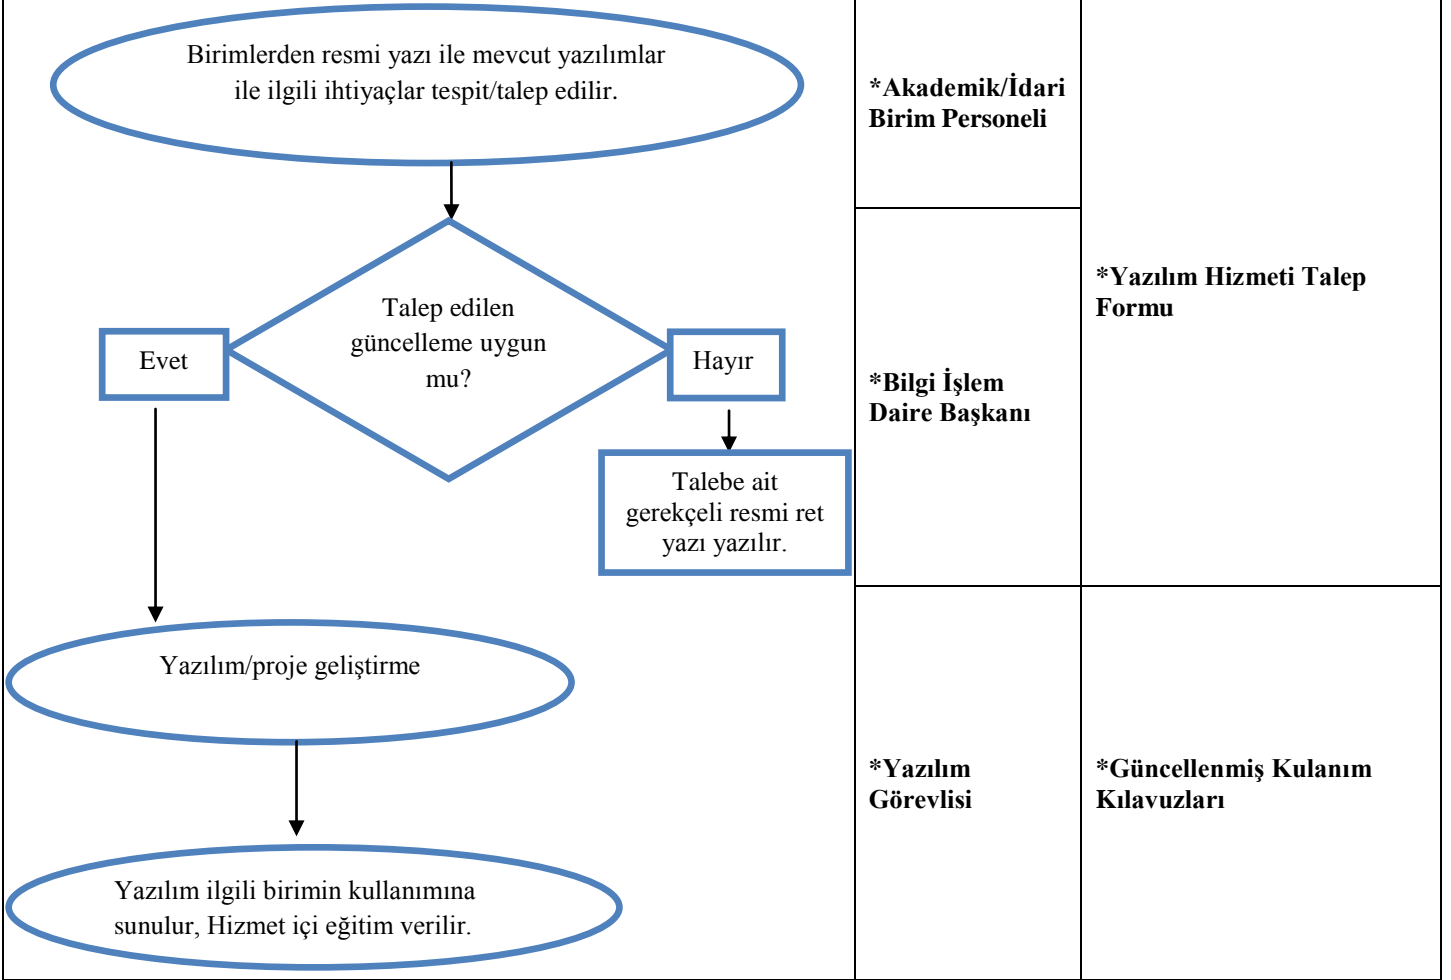 Birimlerden resmi yazı ile mevcut yazılımlar
ile ilgili ihtiyaçlar tespit/talep edilir.
*Akademik/İdari
Birim Personeli
*Yazılım Hizmeti Talep
Formu
Talep edilen
güncelleme uygun
mu?
Evet
Hayır
*Bilgi İşlem
Daire Başkanı
Talebe ait
gerekçeli resmi ret
yazı yazılır.
Yazılım/proje geliştirme
*Yazılım
Görevlisi
*Güncellenmiş Kulanım
Kılavuzları
Yazılım ilgili birimin kullanımına
sunulur, Hizmet içi eğitim verilir.